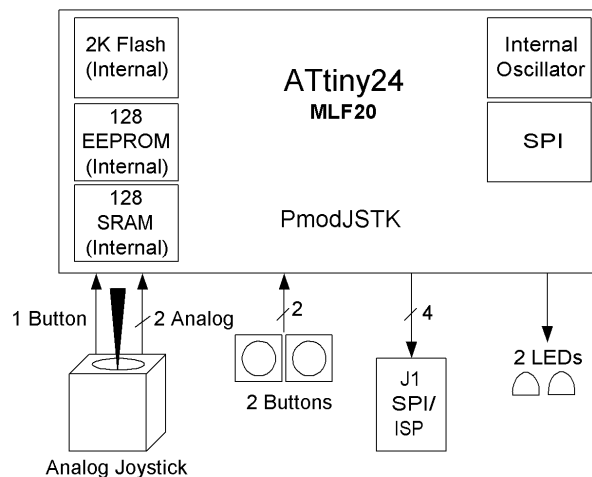 2K Flash
(Internal)
128
EEPROM
(Internal)
128
SRAM
(Internal)
ATtiny24
MLF20
PmodJSTK
Internal
Oscillator
SPI
1 Button
2 Analog
2
4
2 Buttons
J1
SPI/
ISP
2 LEDs
Analog Joystick